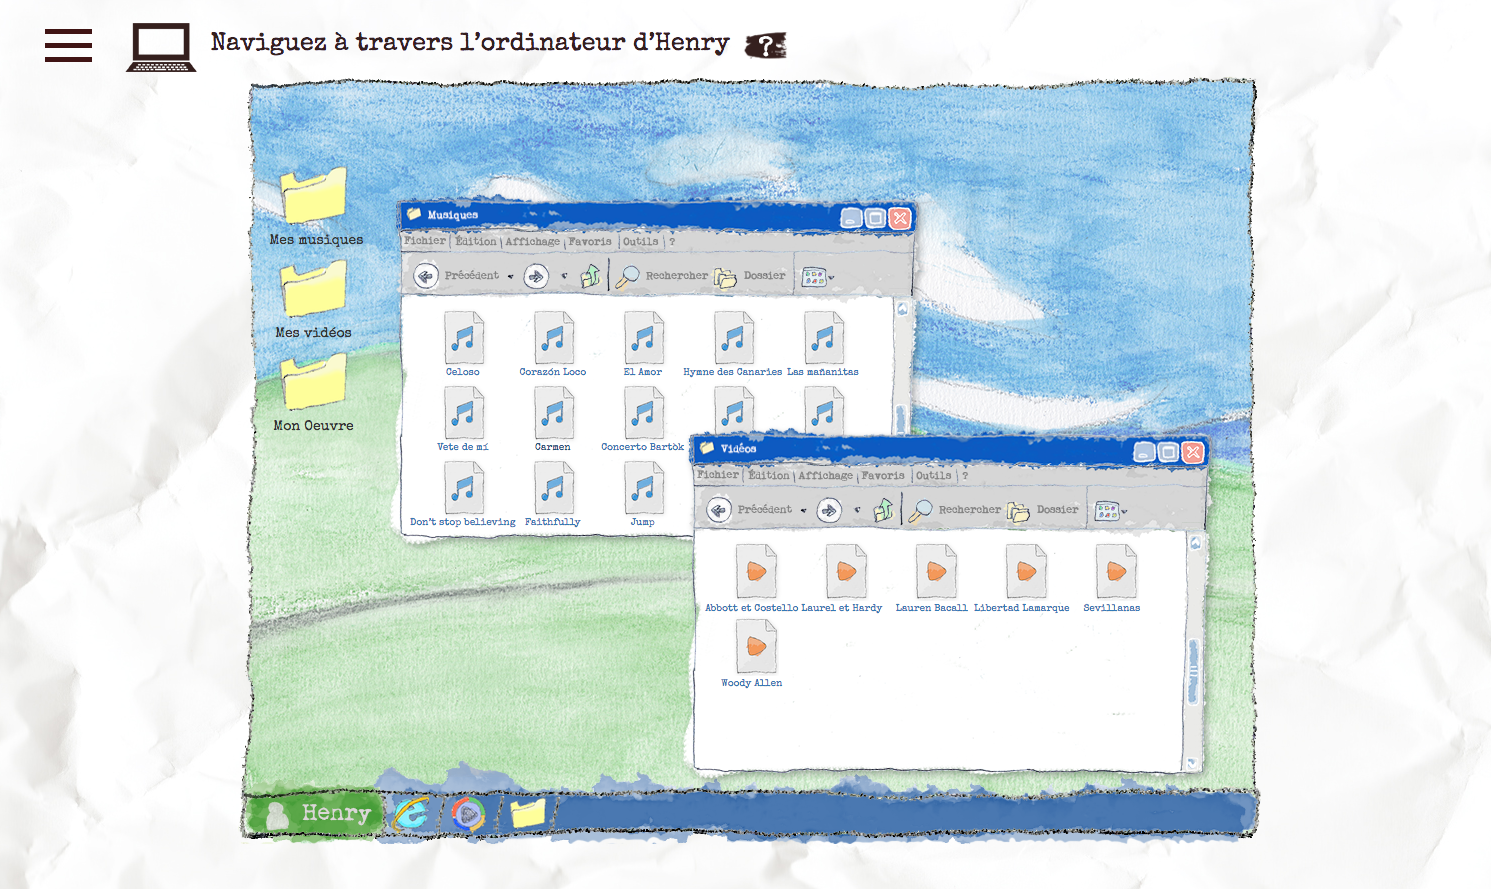 Naviguez à travers l'ordinateur d'Henry ?
Mes musiques
Mes vidéos
Mon Oeuvre
Musiques
Fichier Édition Affichage Favoris Outils ?
Précédent Rechercher Dossier
Celoso Corazón Loco El Amor Hymne des Canaries Las mañanitas
Vete de mí Carmen Concerto Bartòk
Don't stop believing Faithfully Jump
Vidéos
Fichier Édition Affichage Favoris Outils ?
Précédent Rechercher Dossier
Abbott et Costello Laurel et Hardy Lauren Bacall Libertad Lamarque Sevillanas
Woody Allen
Henry